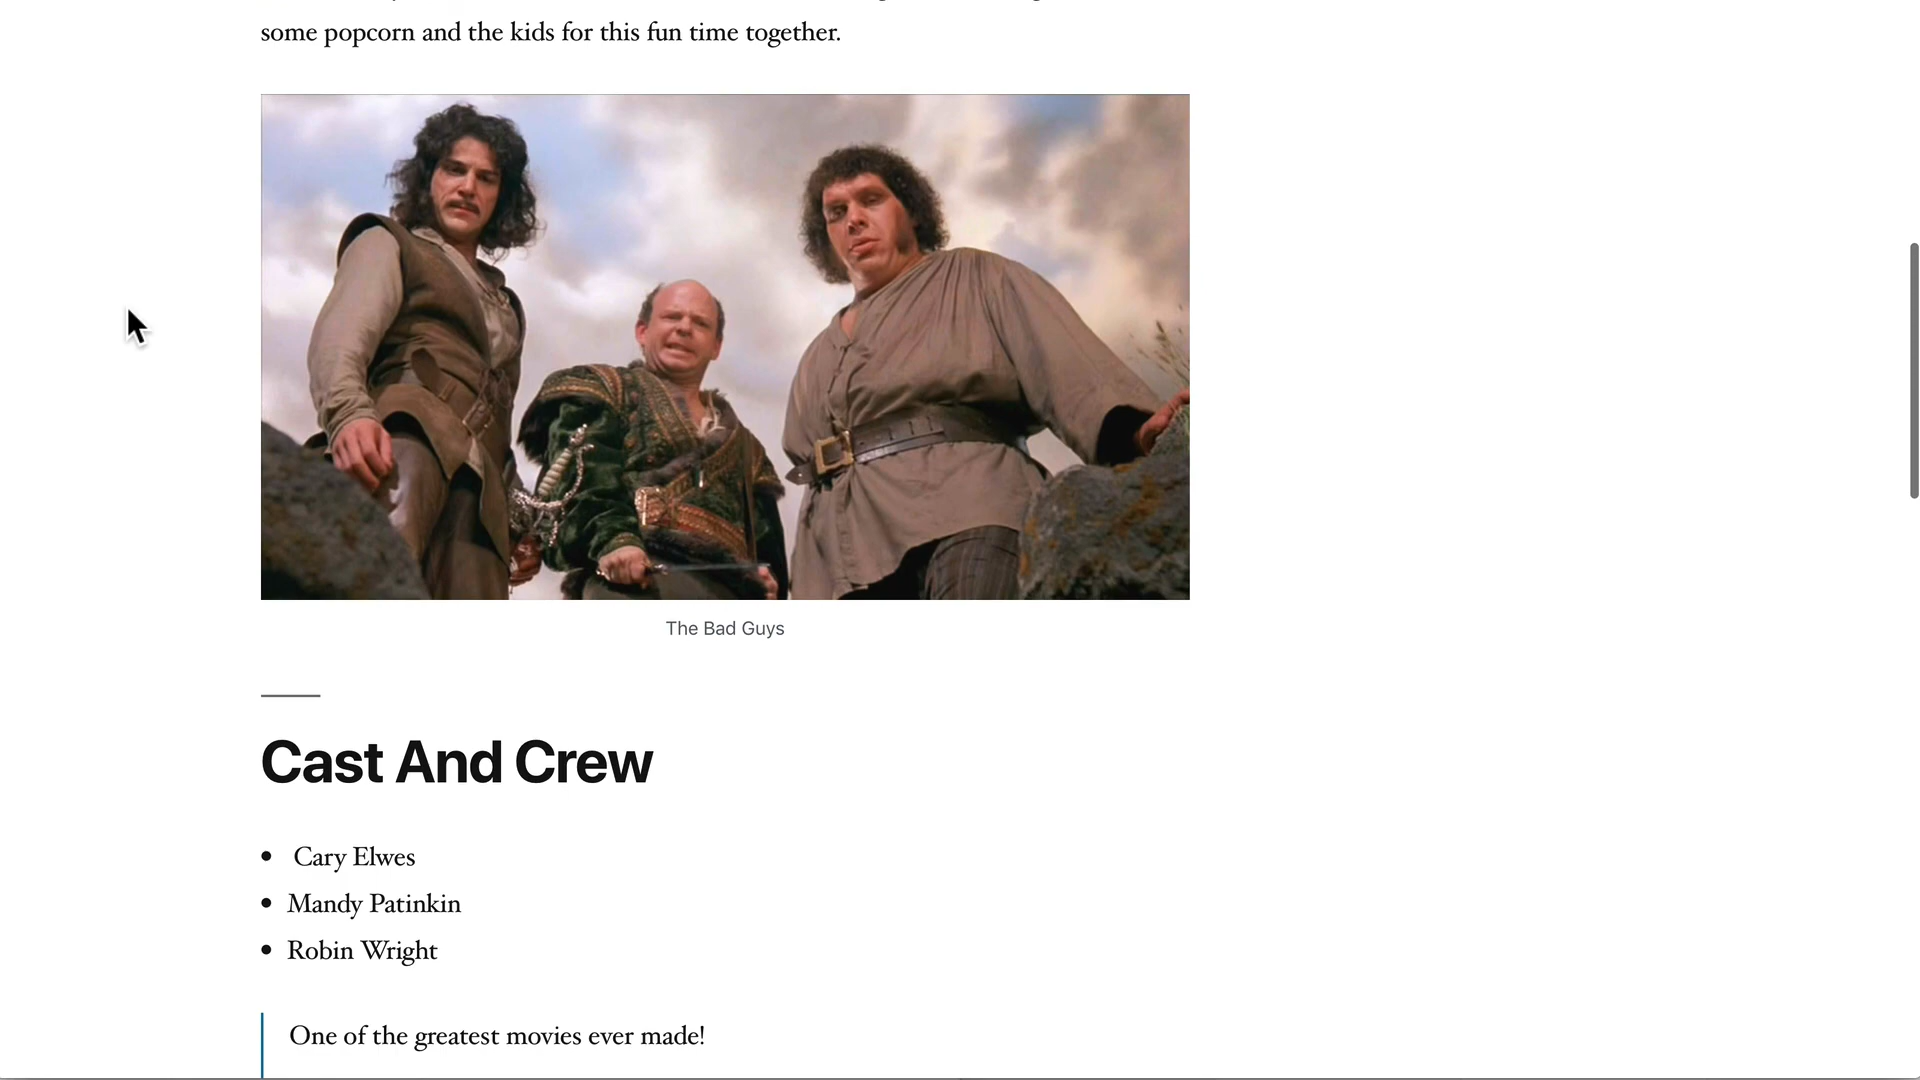 some popcorn and the kids for this fun time together.
The Bad Guys
Cast And Crew
Cary Elwes
Mandy Patinkin
Robin Wright
One of the greatest movies ever made!